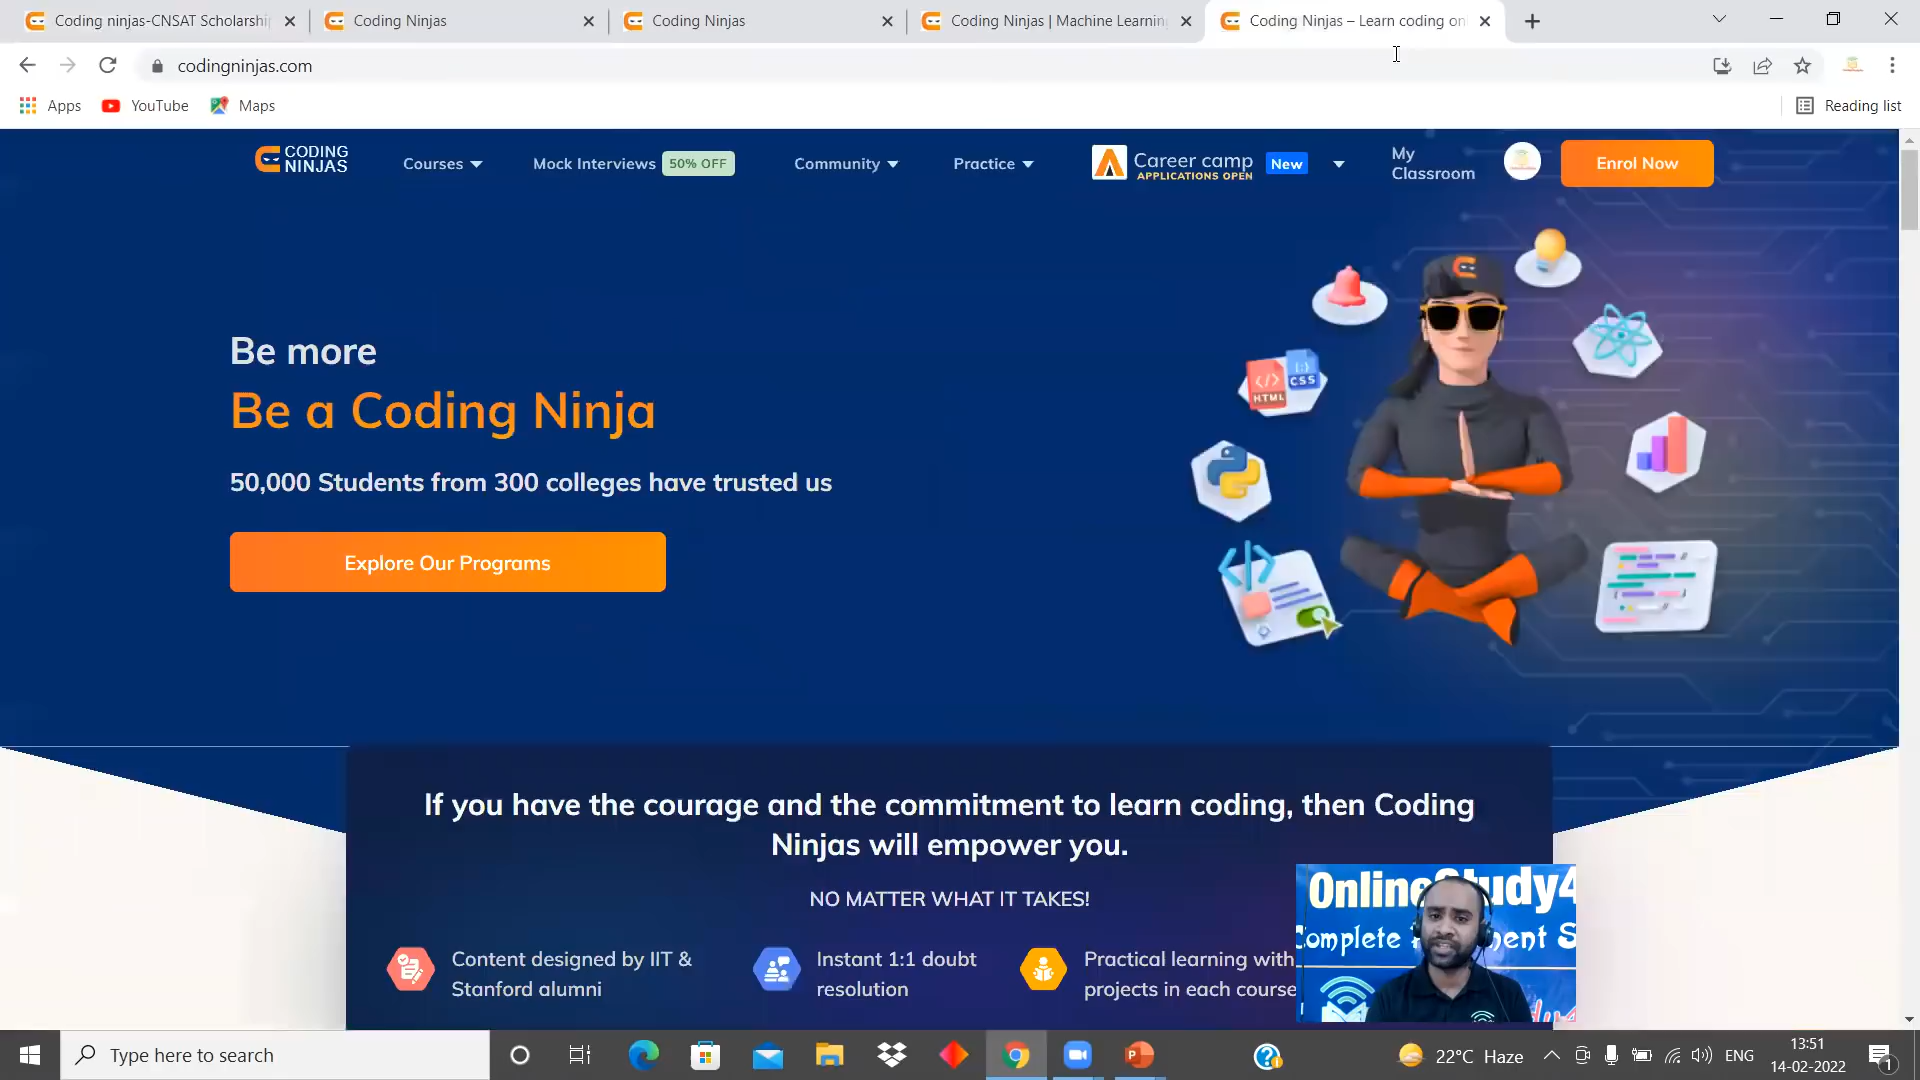 Coding ninjas-CNSAT Scholarshi
Coding Ninjas
Coding Ninjas
Coding Ninjas | Machine Learnin
Coding Ninjas – Learn coding on
codingninjas.com
Apps
YouTube
Maps
Reading list
CODING
NINJAS
Courses
Mock Interviews 50% OFF
Community
Practice
Career camp
APPLICATIONS OPEN
New
My
Classroom
Enrol Now
Be more
Be a Coding Ninja
50,000 Students from 300 colleges have trusted us
Explore Our Programs
HTML
CSS
If you have the courage and the commitment to learn coding, then Coding
Ninjas will empower you.
NO MATTER WHAT IT TAKES!
Content designed by IIT &
Stanford alumni
Instant 1:1 doubt
resolution
Practical learning with
projects in each course
OnlineStudy4
Complete
Type here to search
22°C Haze
ENG
13:51
14-02-2022
1